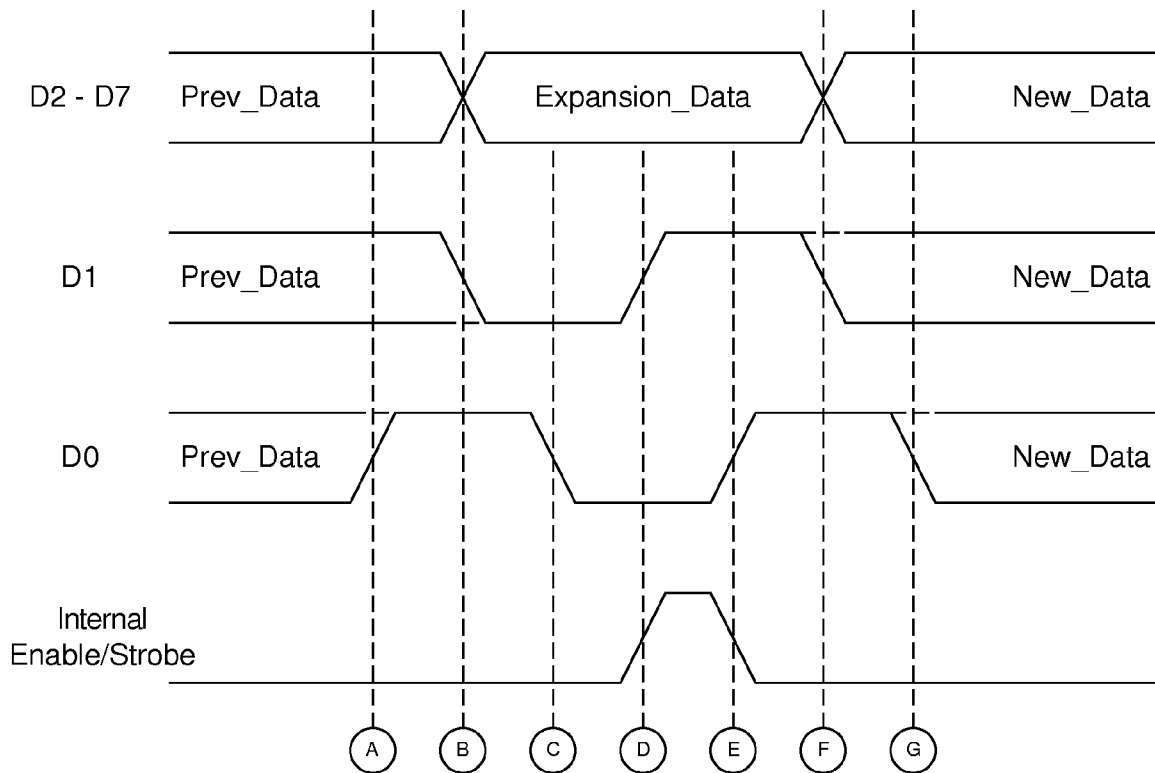 D2 - D7 Prev_Data Expansion_Data New_Data
D1 Prev_Data New_Data
D0 Prev_Data New_Data
Internal
Enable/Strobe
A B C D E F G